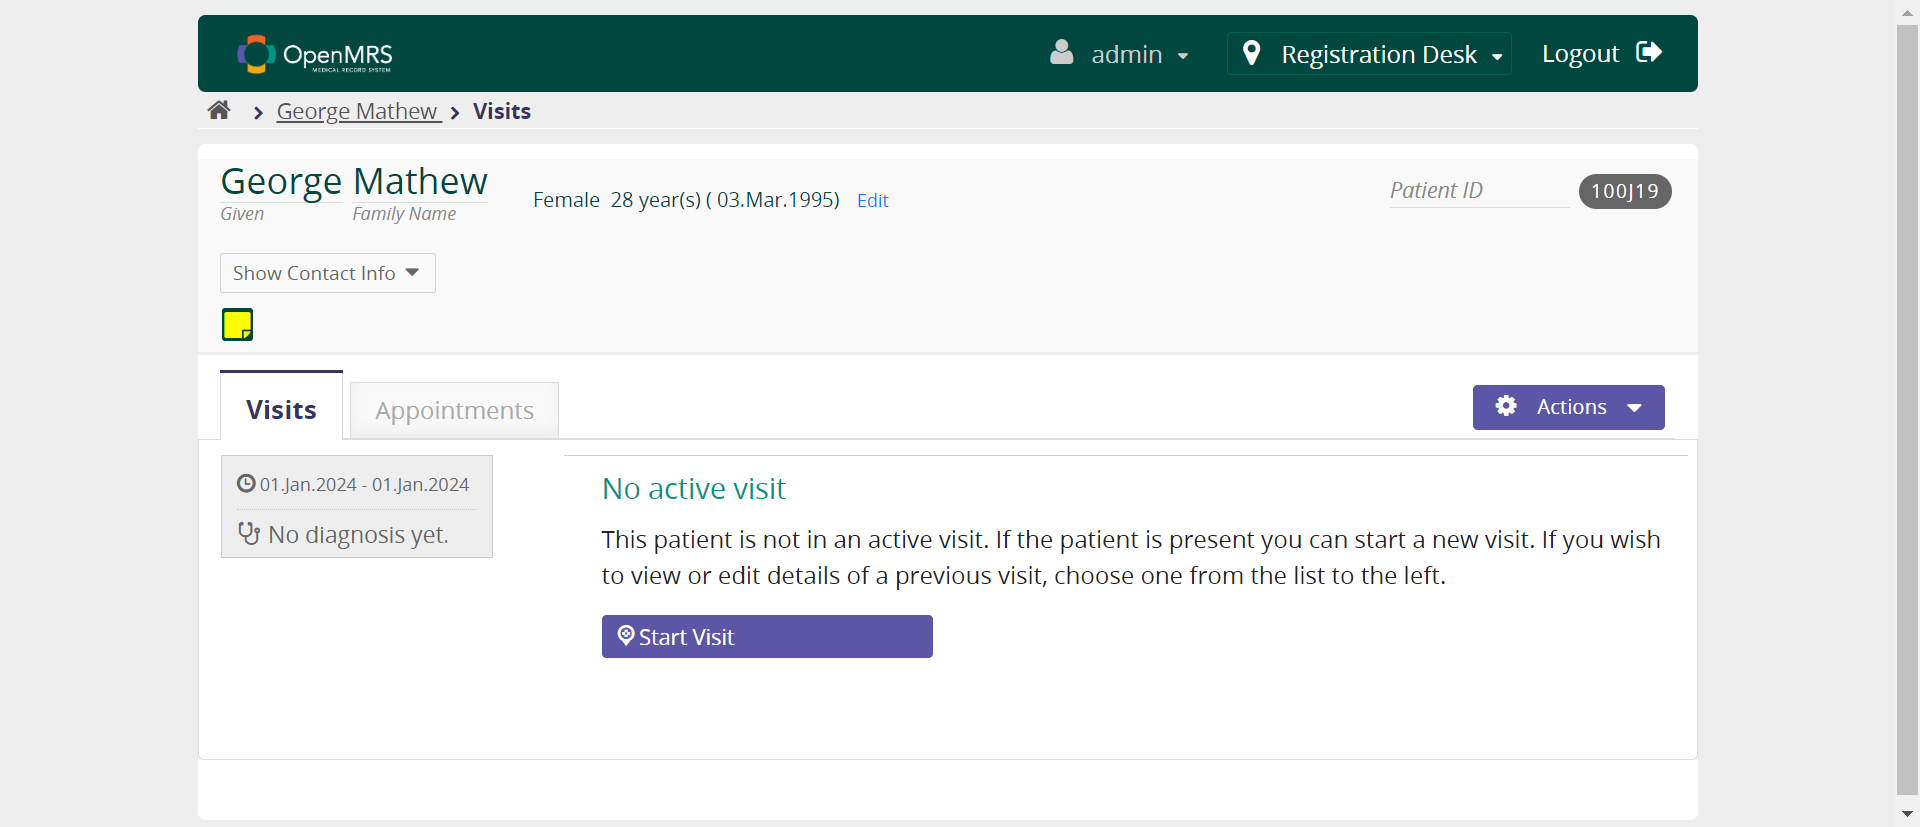 OpenMRS
MEDICAL RECORD SYSTEM
admin
Registration Desk
Logout
George Mathew
Visits
George Mathew
Given
Family Name
Female 28 year(s) ( 03.Mar.1995) Edit
Patient ID
100J19
Show Contact Info
Visits
Appointments
Actions
01.Jan.2024 - 01.Jan.2024
No diagnosis yet.
No active visit
This patient is not in an active visit. If the patient is present you can start a new visit. If you wish
to view or edit details of a previous visit, choose one from the list to the left.
Start Visit